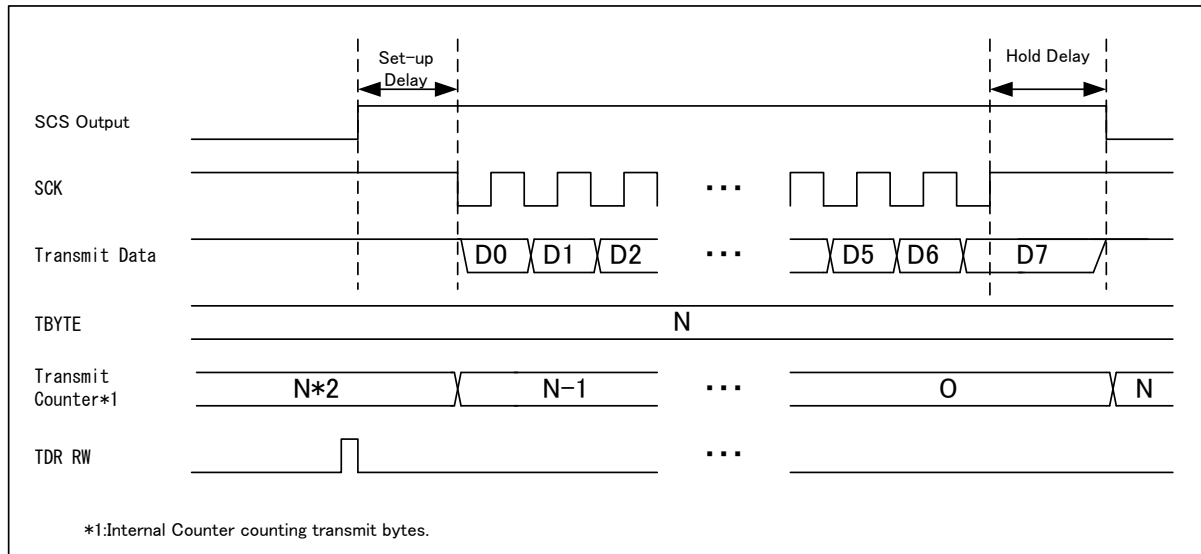 Set-up
Delay
Hold Delay
SCS Output
SCK
···
Transmit Data
D0 D1 D2 ··· D5 D6 D7
TBYTE
N
Transmit
Counter*1
N*2 N-1 ··· 0 N
TDR RW
···
*1:Internal Counter counting transmit bytes.